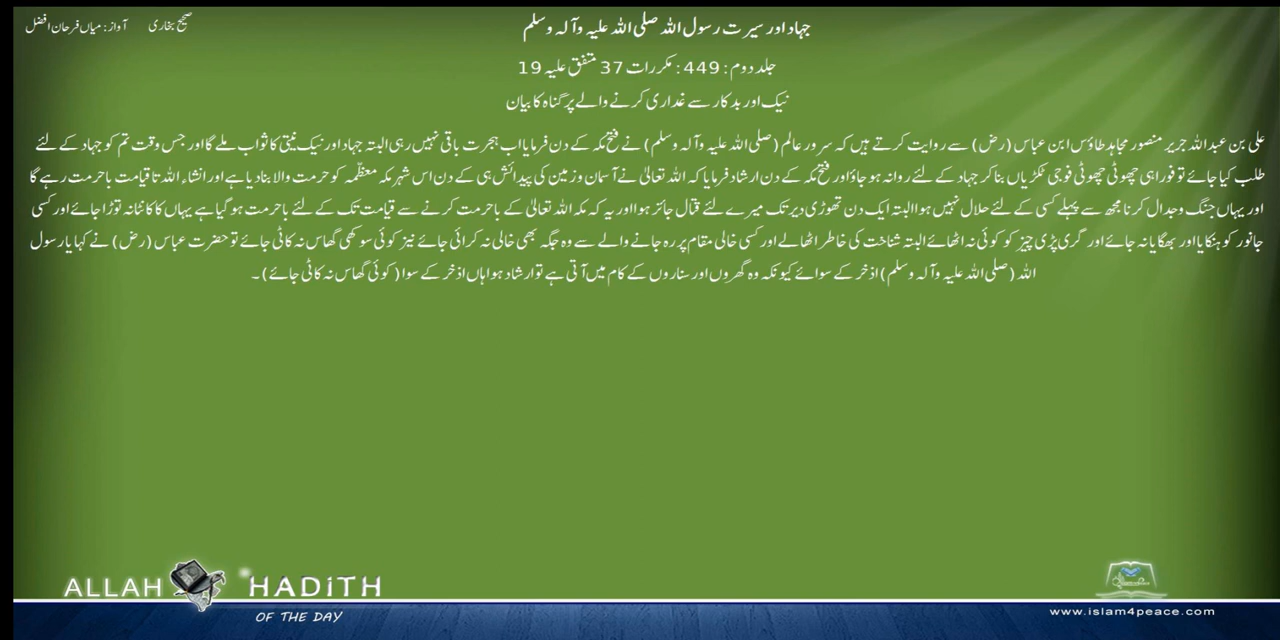 صحیح بخاری آواز: میاں فرحان افضل
جہاد اور سیرت رسول اللہ صلی اللہ علیہ وآلہ وسلم
جلد دوم : 449 : مکررات 37 متفق علیہ 19
نیک اور بدکار سے غداری کرنے والے پر گناہ کا بیان
علی بن عبد اللہ جریر منصور مجاہد طاؤس ابن عباس (رض) سے روایت کرتے ہیں کہ سرور عالم (صلی اللہ علیہ وآلہ وسلم) نے فتح مکہ کے دن فرمایا اب ہجرت باقی نہیں رہی البتہ جہاد اور نیک نیتی کا ثواب ملے گا اور جس وقت تم کو جہاد کے لئے
طلب کیا جائے تو فورا ہی چھوٹی چھوٹی فوجی ٹکڑیاں بنا کر جہاد کے لئے روانہ ہو جاؤ اور فتح مکہ کے دن ارشاد فرمایا کہ اللہ تعالیٰ نے آسمان وزمین کی پیدائش ہی کے دن اس شہر مکہ معظمہ کو حرمت والا بنا دیا ہے اور انشاء اللہ تا قیامت باحرمت رہے گا
اور یہاں جنگ وجدال کرنا مجھ سے پہلے کسی کے لئے حلال نہیں ہوا البتہ ایک دن تھوڑی دیر تک میرے لئے قتال جائز ہوا اور یہ کہ مکہ اللہ تعالیٰ کے باحرمت کرنے سے قیامت تک کے لئے باحرمت ہو گیا ہے یہاں کا کانٹا نہ توڑا جائے اور کسی
جانور کو ہنکایا اور بھگایا نہ جائے اور گری پڑی چیز کو کوئی نہ اٹھائے البتہ شناخت کی خاطر اٹھالے اور کسی خالی مقام پر رہ جانے والے سے وہ جگہ بھی خالی نہ کرائی جائے نیز کوئی سوکھی گھاس نہ کاٹی جائے تو حضرت عباس (رض) نے کہا یا رسول
اللہ (صلی اللہ علیہ وآلہ وسلم) اذخر کے سوائے کیونکہ وہ گھروں اور سناروں کے کام میں آتی ہے تو ارشاد ہوا ہاں اذخر کے سوا (کوئی گھاس نہ کاٹی جائے)۔
ALLAH HADITH
OF THE DAY
www.islam4peace.com